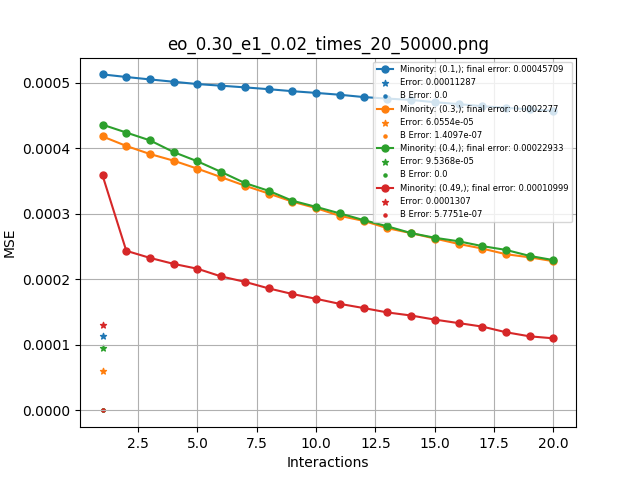 eo_0.30_e1_0.02_times_20_50000.png
Minority: (0.1,); final error: 0.00045709
Error: 0.00011287
B Error: 0.0
Minority: (0.3,); final error: 0.0002277
Error: 6.0554e-05
B Error: 1.4097e-07
Minority: (0.4,); final error: 0.00022933
Error: 9.5368e-05
B Error: 0.0
Minority: (0.49,); final error: 0.00010999
Error: 0.0001307
B Error: 5.7751e-07
MSE
0.0005
0.0004
0.0003
0.0002
0.0001
0.0000
2.5 5.0 7.5 10.0 12.5 15.0 17.5 20.0
Interactions